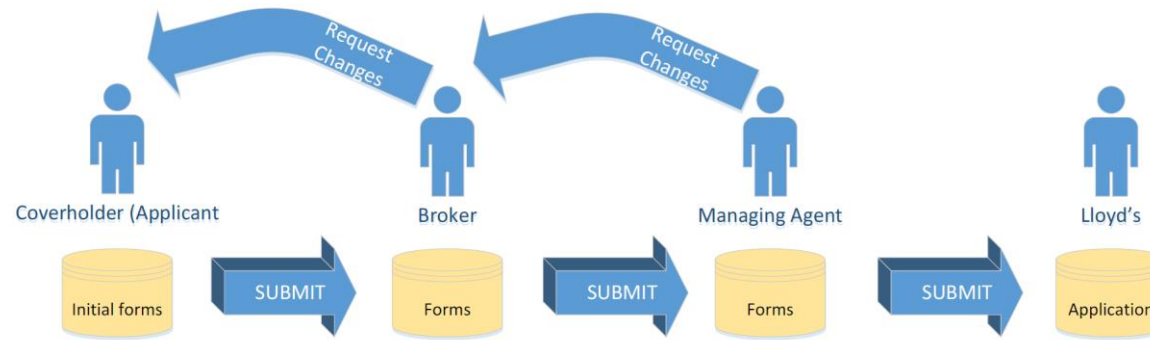 Request
Changes
Request
Changes
Coverholder (Applicant
Broker
Managing Agent
Lloyd's
Initial forms
SUBMIT
Forms
SUBMIT
Forms
SUBMIT
Application